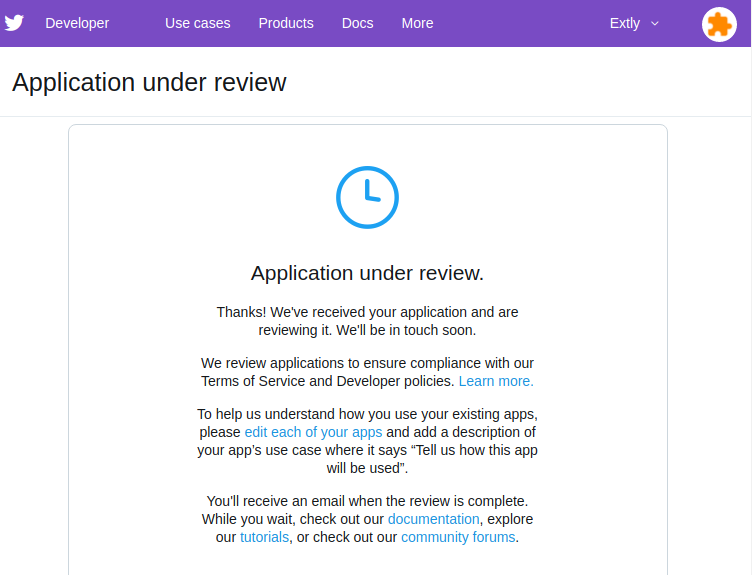 Developer Use cases Products Docs More Extly
Application under review
Application under review.
Thanks! We've received your application and are
reviewing it. We'll be in touch soon.
We review applications to ensure compliance with our
Terms of Service and Developer policies. Learn more.
To help us understand how you use your existing apps,
please edit each of your apps and add a description of
your app’s use case where it says “Tell us how this app
will be used”.
You'll receive an email when the review is complete.
While you wait, check out our documentation, explore
our tutorials, or check out our community forums.